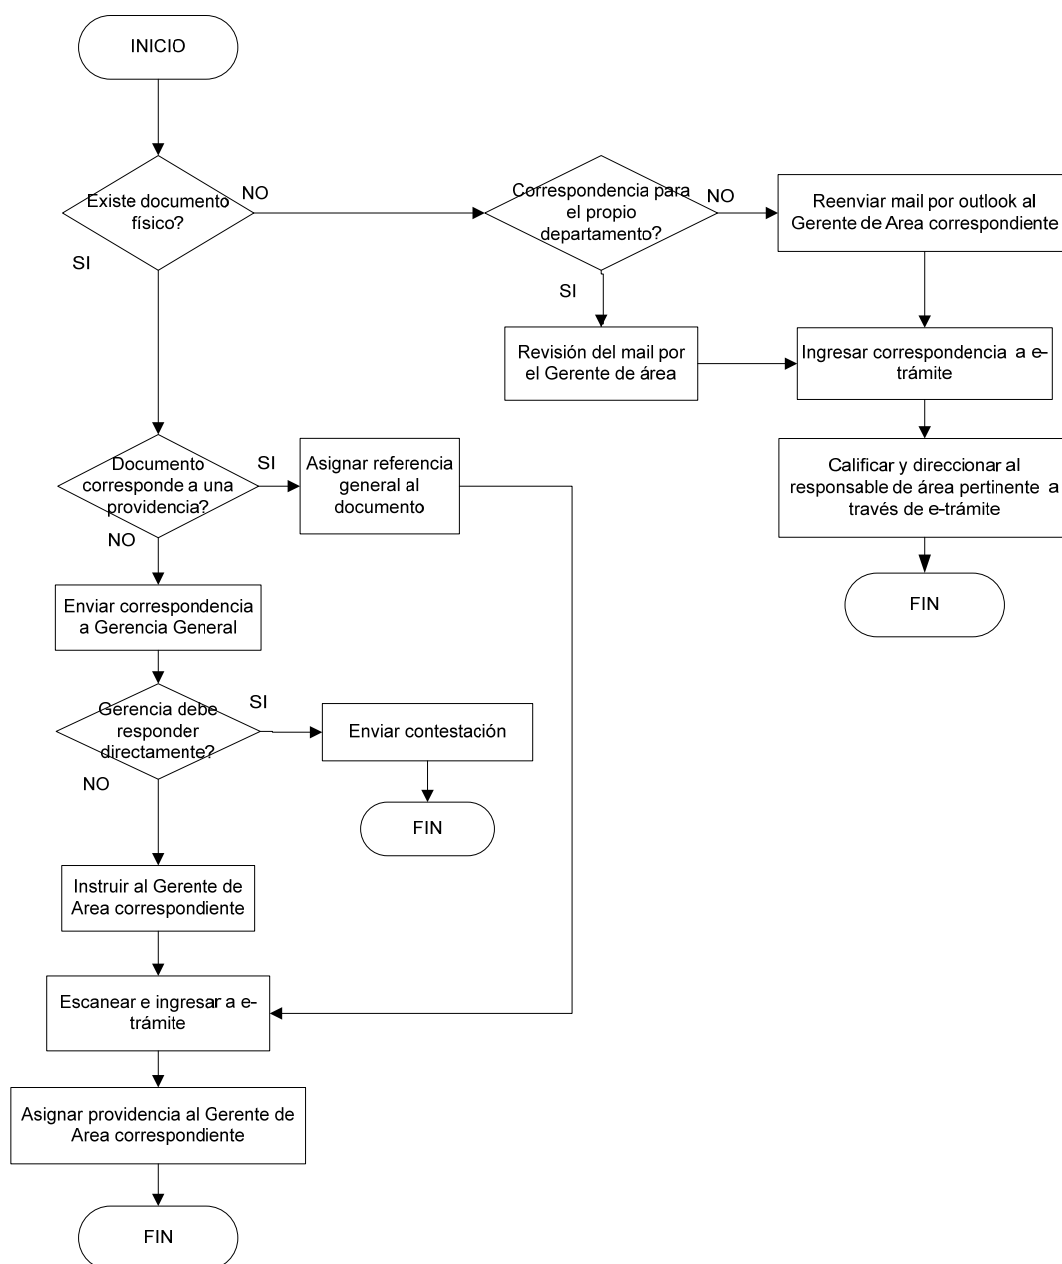 INICIO
Existe documento
físico?
NO
SI
Correspondencia para
el propio
departamento?
NO
SI
Reenviar mail por outlook al
Gerente de Area correspondiente
Revisión del mail por
el Gerente de área
Ingresar correspondencia a e-
trámite
Calificar y direccionar al
responsable de área pertinente a
través de e-trámite
FIN
Documento
corresponde a una
providencia?
SI
NO
Asignar referencia
general al
documento
Enviar correspondencia
a Gerencia General
Gerencia debe
responder
directamente?
SI
NO
Enviar contestación
FIN
Instruir al Gerente de
Area correspondiente
Escanear e ingresar a e-
trámite
Asignar providencia al Gerente de
Area correspondiente
FIN